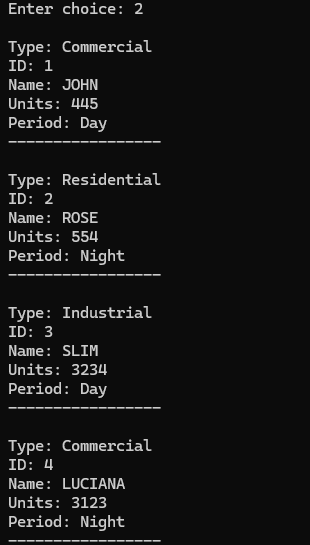 Enter choice: 2
Type: Commercial
ID: 1
Name: JOHN
Units: 445
Period: Day
-----------------
Type: Residential
ID: 2
Name: ROSE
Units: 554
Period: Night
-----------------
Type: Industrial
ID: 3
Name: SLIM
Units: 3234
Period: Day
-----------------
Type: Commercial
ID: 4
Name: LUCIANA
Units: 3123
Period: Night
-----------------